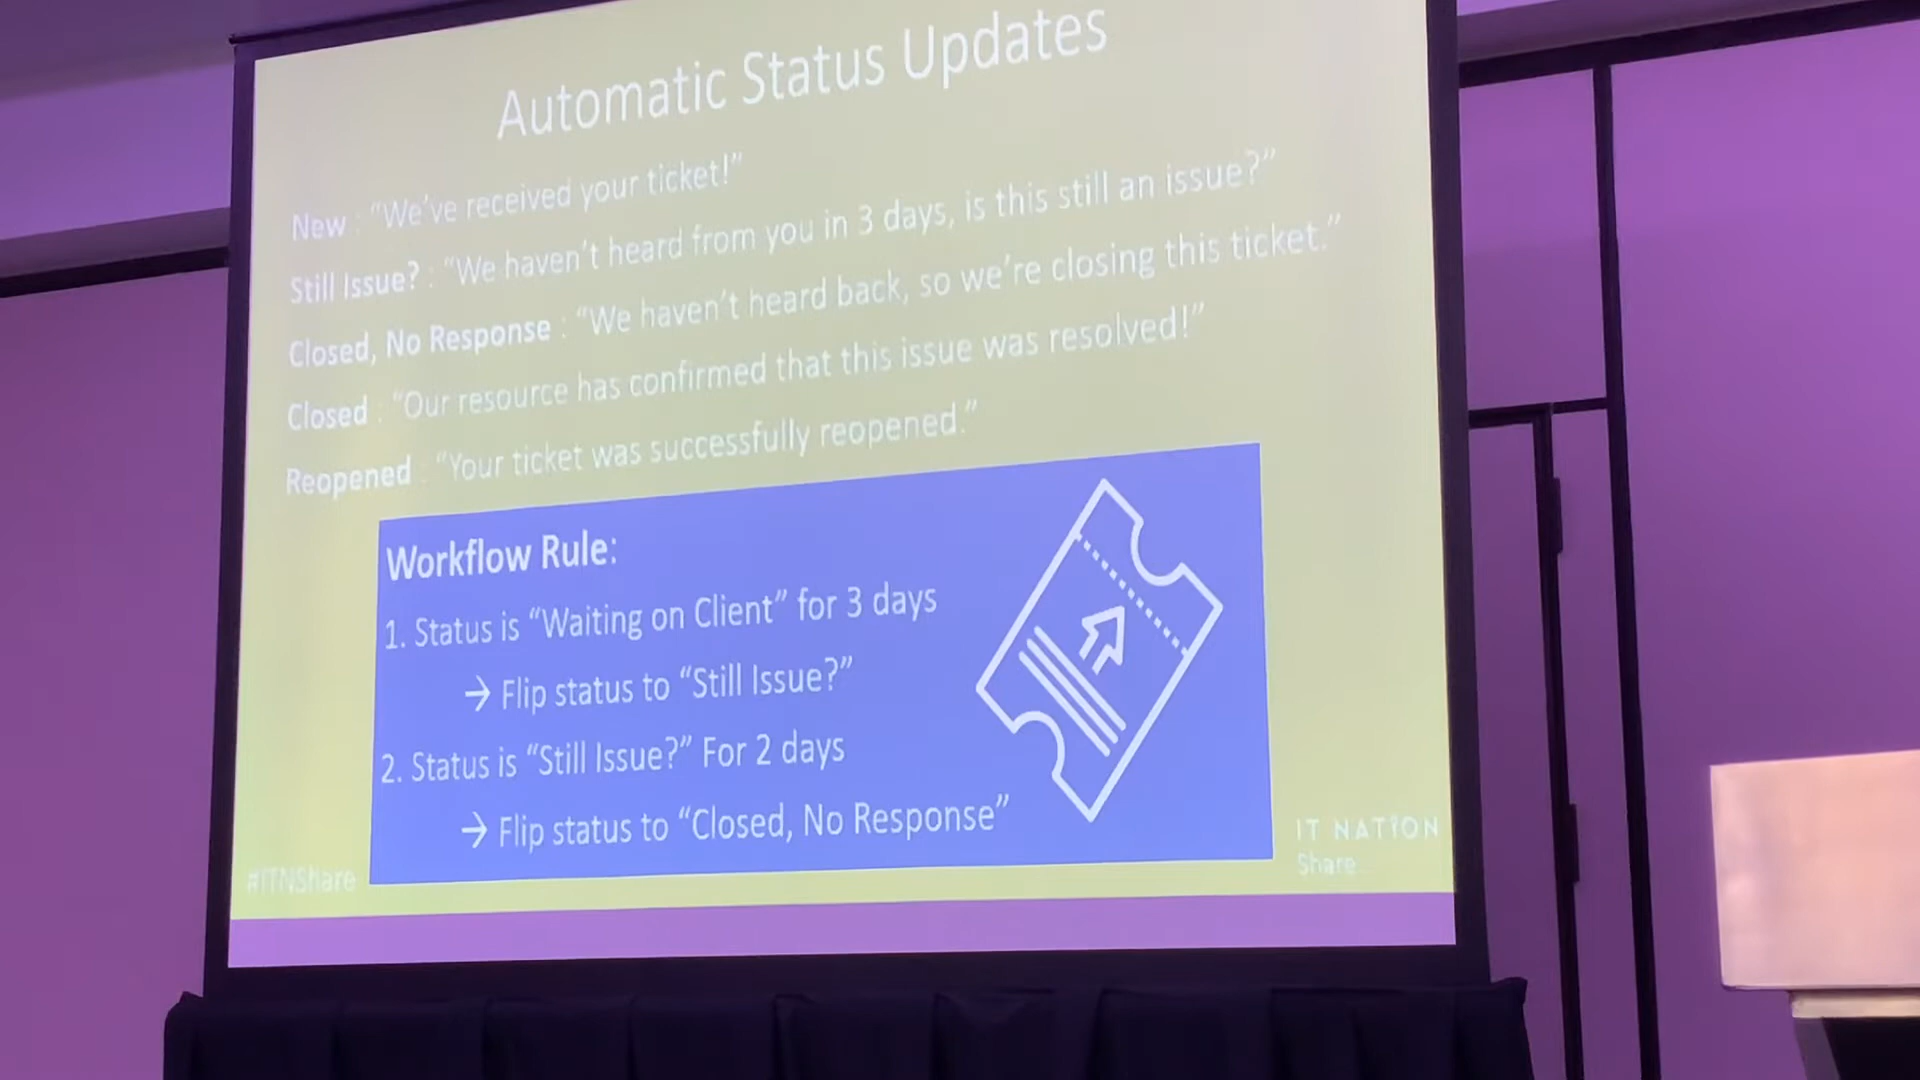 Automatic Status Updates
New : “We’ve received your ticket!”
Still Issue? : “We haven’t heard from you in 3 days, is this still an issue?”
Closed, No Response : “We haven’t heard back, so we’re closing this ticket.”
Closed : “Our resource has confirmed that this issue was resolved!”
Reopened : “Your ticket was successfully reopened.”
Workflow Rule:
1. Status is “Waiting on Client” for 3 days
→ Flip status to “Still Issue?”
2. Status is “Still Issue?” For 2 days
→ Flip status to “Closed, No Response”
#ITNShare
IT NATION
Share